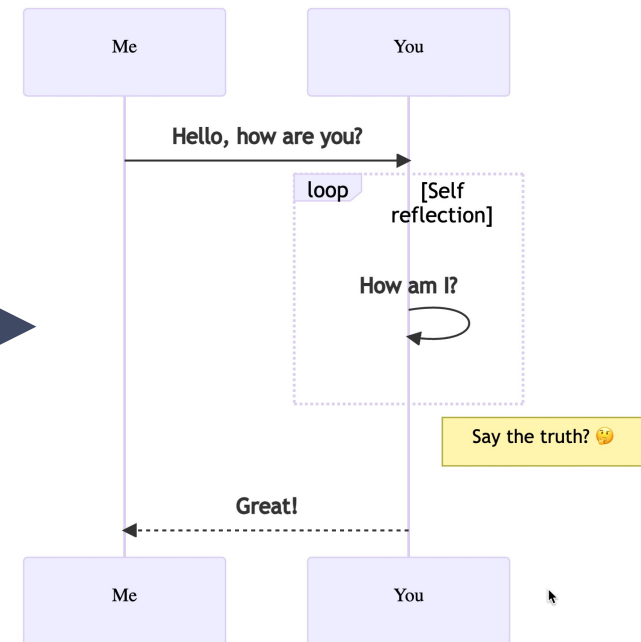 Me
You
Hello, how are you?
loop
[Self
reflection]
How am I?
Say the truth? 🤔
Great!
Me
You